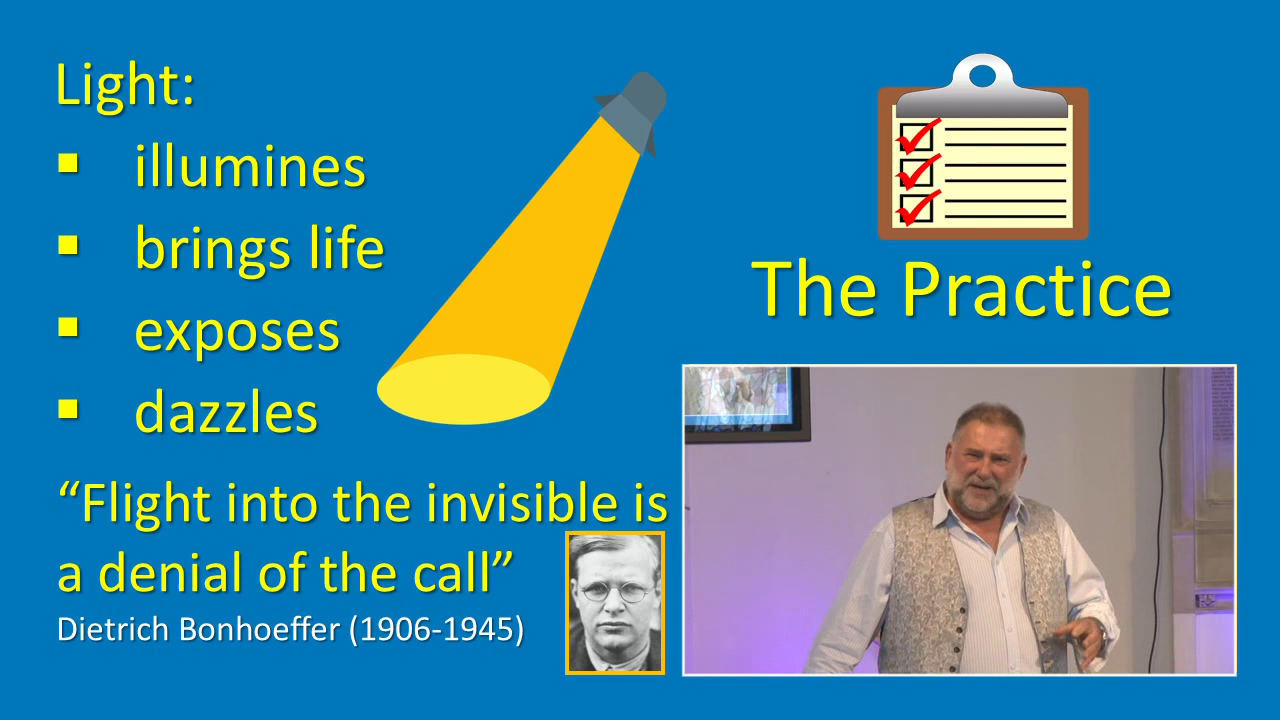 Light:
▪ illumines
▪ brings life
▪ exposes
▪ dazzles
“Flight into the invisible is
a denial of the call”
Dietrich Bonhoeffer (1906-1945)
The Practice